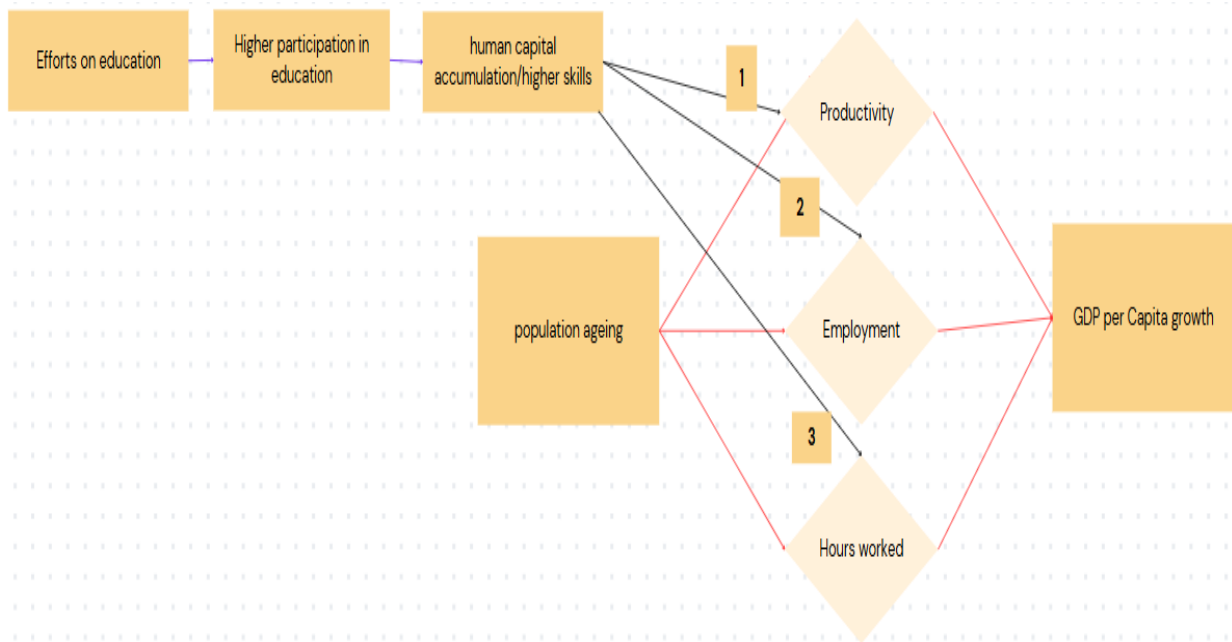 Efforts on education
Higher participation in
education
human capital
accumulation/higher skills
1
Productivity
2
population ageing
Employment
GDP per Capita growth
3
Hours worked